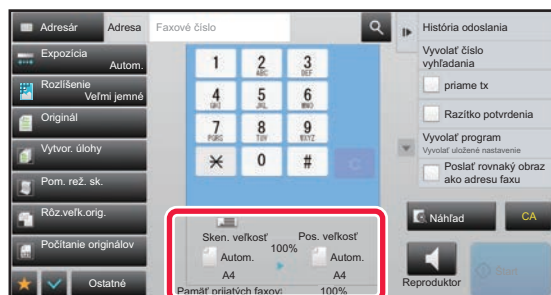 Adresár
Adresa
Faxové číslo
Expozícia
Autom.
Rozlíšenie
Veľmi jemné
Originál
Vytvor. úlohy
Pom. rež. sk.
Rôz.veľk.orig.
Počítanie originálov
Ostatné
1
2
ABC
3
DEF
4
GHI
5
JKL
6
MNO
7
PQRS
8
TUV
9
WXYZ
0
#
C
Sken. veľkosť
100%
Pos. veľkosť
Autom.
A4
Autom.
A4
Pamäť prijatých faxov:
100%
História odoslania
Vyvolať číslo
vyhľadania
priame tx
Razítko potvrdenia
Vyvolať program
Vyvolať uložené nastavenie
Poslať rovnaký obraz
ako adresu faxu
Náhľad
CA
Reproduktor
Štart